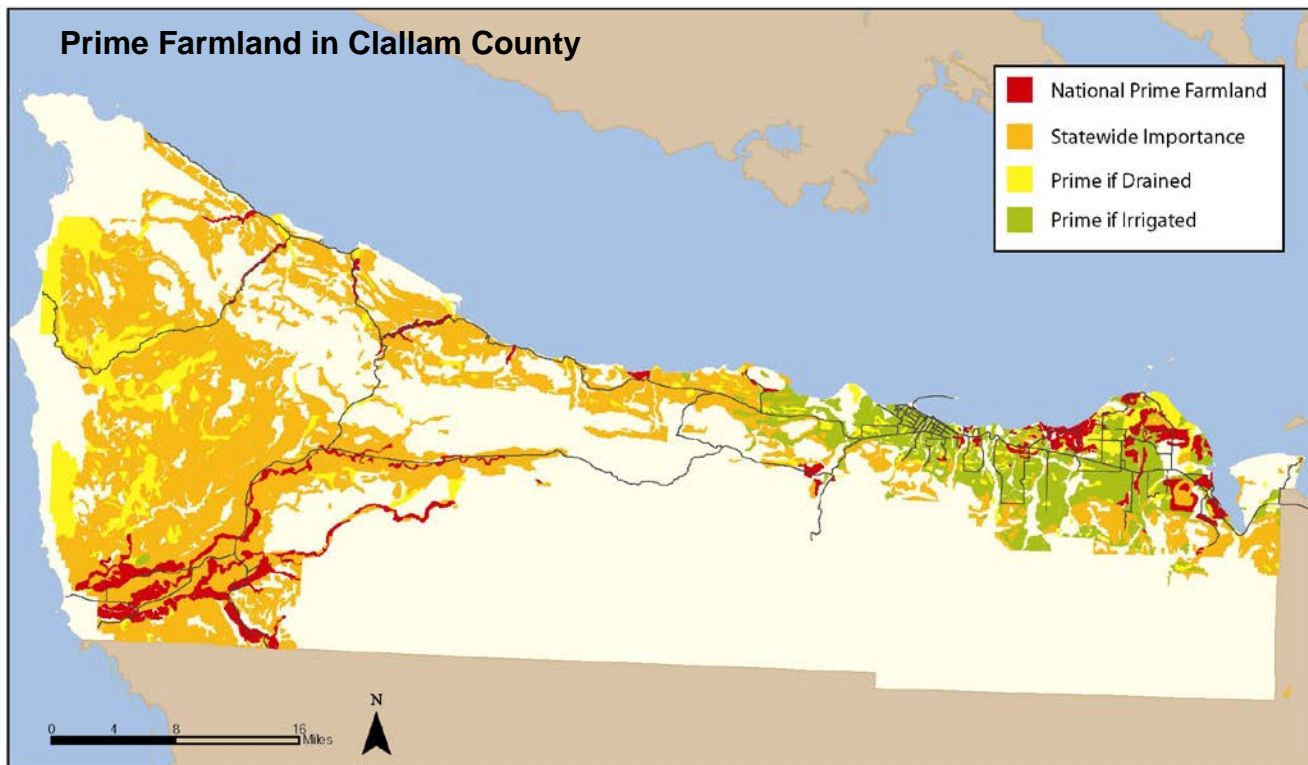 Prime Farmland in Clallam County
National Prime Farmland
Statewide Importance
Prime if Drained
Prime if Irrigated
N
0 4 8 16
Miles